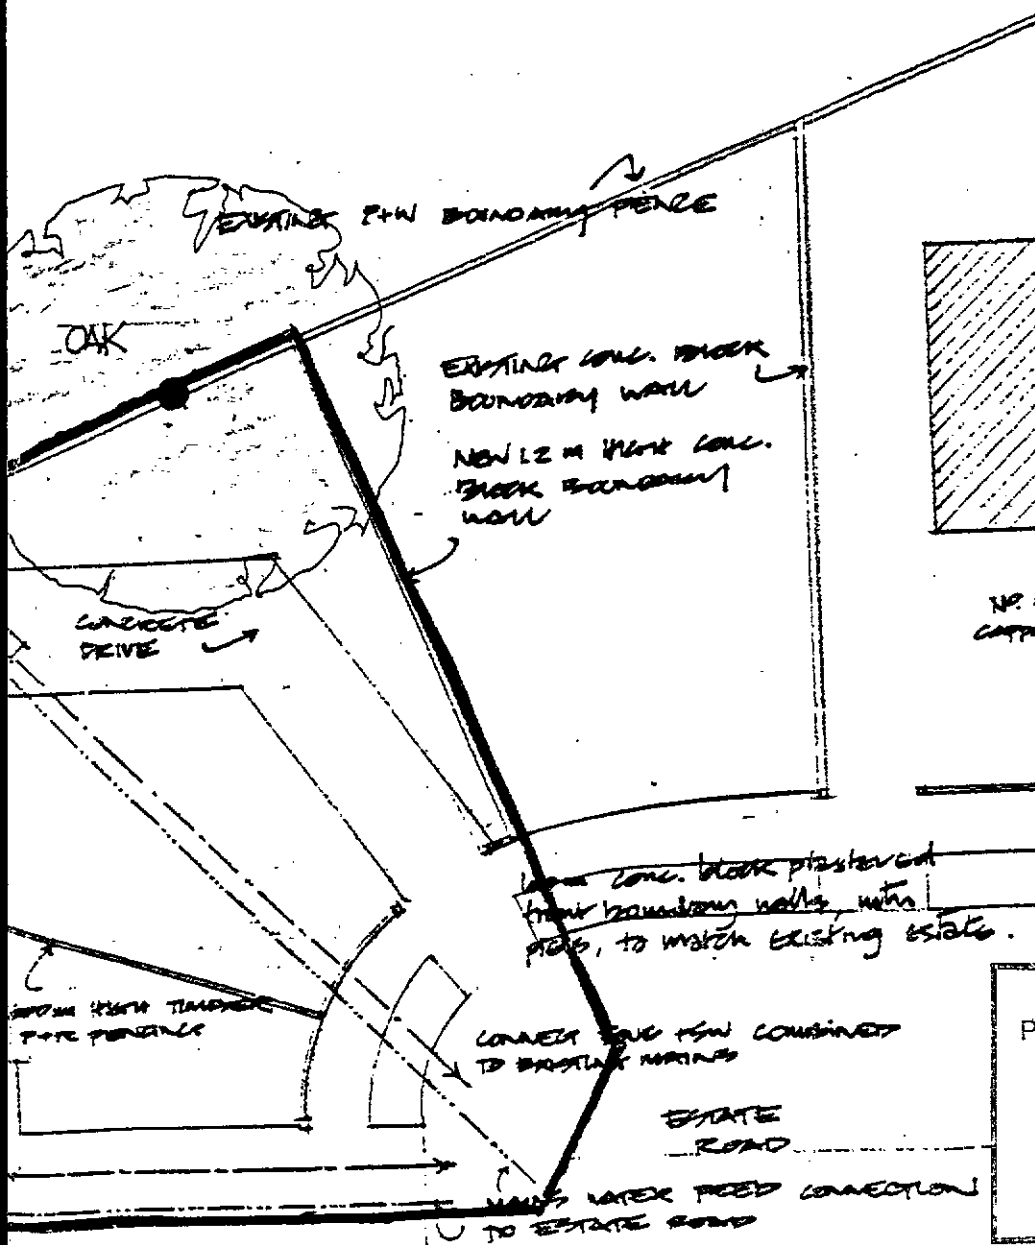 EXISTING P+W BOUNDARY FENCE
OAK
EXISTING CONC. BLOCK
BOUNDARY WALL
NEW 1.2 M HIGH CONC.
BLOCK BOUNDARY
WALL
CONCRETE
DRIVE
NO.
conc. block plastered
front boundary walls, with
piers, to match existing estate.
HIGH TIMBER
FENCING
CONNECT COMBINED
TO EXISTING MAINS
ESTATE
ROAD
MAINS WATER FEED CONNECTION
TO ESTATE ROAD
P